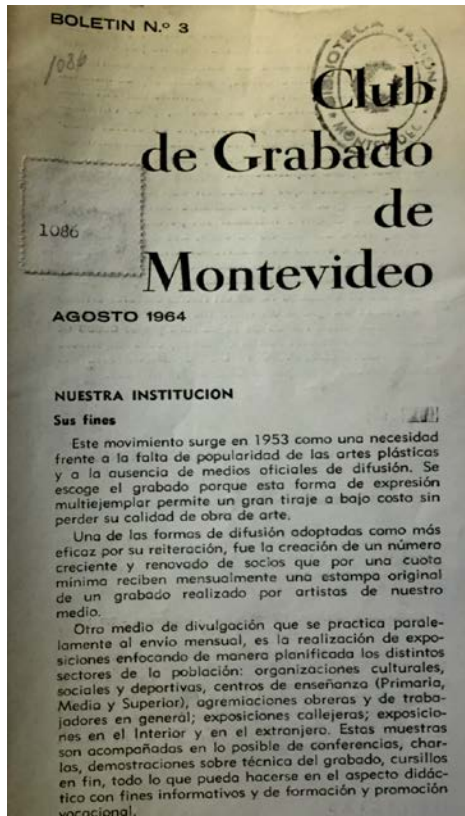 BOLETIN N.º 3
1086
Club
de Grabado
1086
de
Montevideo
AGOSTO 1964
NUESTRA INSTITUCION
Sus fines
Este movimiento surge en 1953 como una necesidad
frente a la falta de popularidad de las artes plásticas
y a la ausencia de medios oficiales de difusión. Se
escoge el grabado porque esta forma de expresión
multiejemplar permite un gran tiraje a bajo costo sin
perder su calidad de obra de arte.
Una de las formas de difusión adoptadas como más
eficaz por su reiteración, fue la creación de un número
creciente y renovado de socios que por una cuota
mínima reciben mensualmente una estampa original
de un grabado realizado por artistas de nuestro
medio.
Otro medio de divulgación que se practica parale-
lamente al envío mensual, es la realización de expo-
siciones enfocando de manera planificada los distintos
sectores de la población: organizaciones culturales,
sociales y deportivas, centros de enseñanza (Primaria,
Media y Superior), agremiaciones obreras y de traba-
jadores en general; exposiciones callejeras; exposicio-
nes en el Interior y en el extranjero. Estas muestras
son acompañadas en lo posible de conferencias, char-
las, demostraciones sobre técnica del grabado, cursillos
en fin, todo lo que pueda hacerse en el aspecto didác-
tico con fines informativos y de formación y promoción
vocacional.